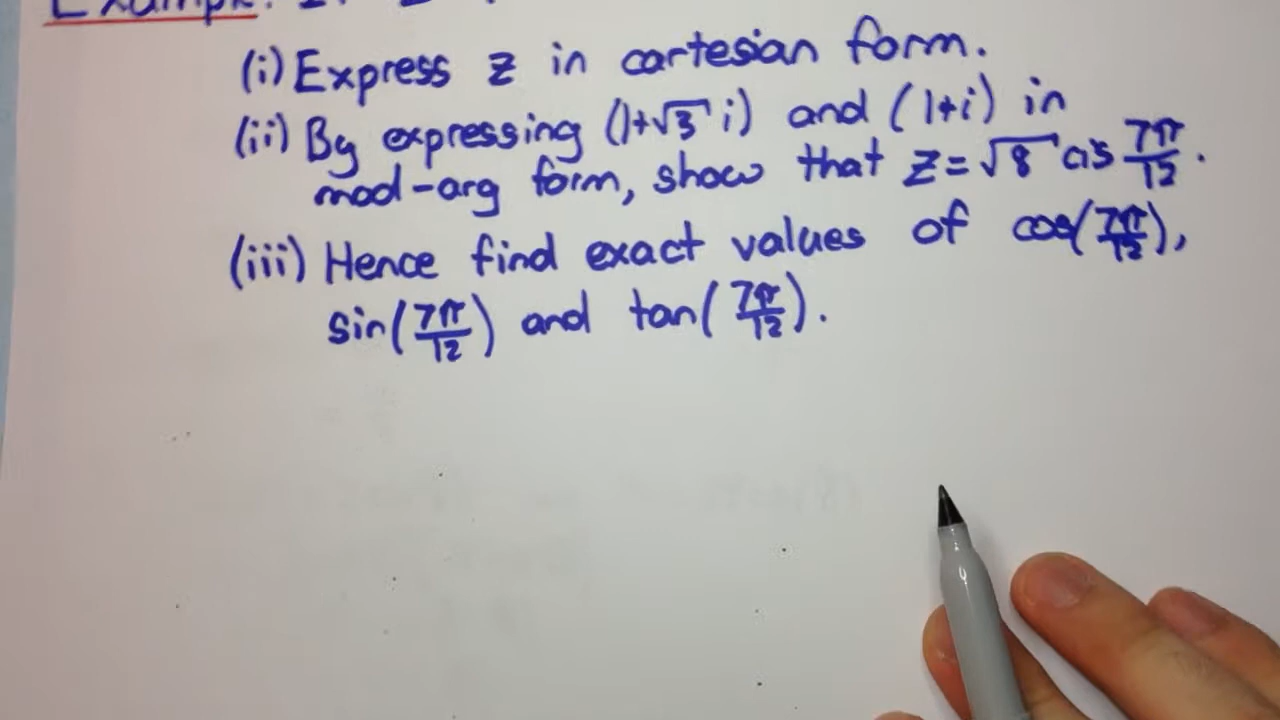 Example:
(i) Express z in cartesian form.
(ii) By expressing (1+√3 i) and (1+i) in
mod-arg form, show that z = √8 cis 7π/12.
(iii) Hence find exact values of cos(7π/12),
sin(7π/12) and tan(7π/12).